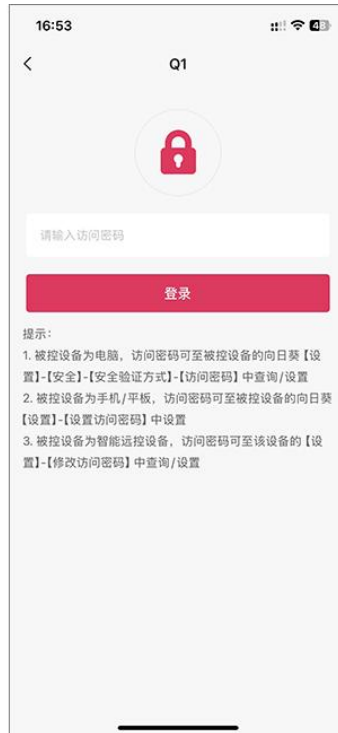 16:53
48
Q1
请输入访问密码
登录
提示：
1. 被控设备为电脑，访问密码可至被控设备的向日葵【设
置】-【安全】-【安全验证方式】-【访问密码】中查询/设置
2. 被控设备为手机/平板，访问密码可至被控设备的向日葵
【设置】-【设置访问密码】中设置
3. 被控设备为智能远控设备，访问密码可至该设备的【设
置】-【修改访问密码】中查询/设置